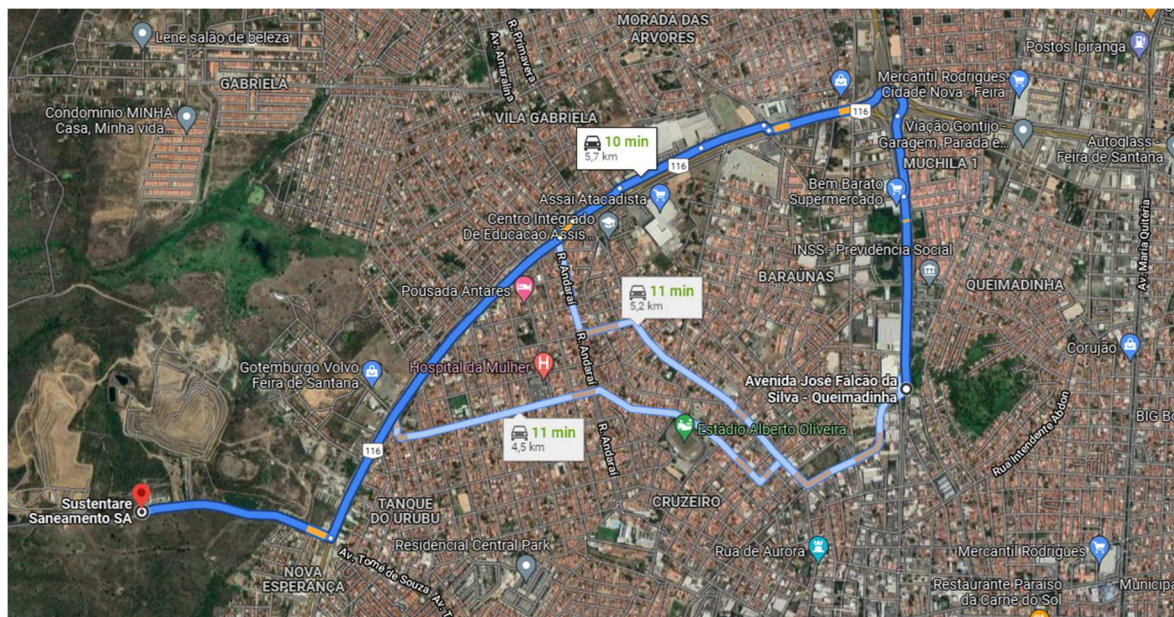 MORADA DAS
ÁRVORES
Lene salão de beleza
R. Primavera
Av. Amaralina
Postos Ipiranga
GABRIELA
Mercantil Rodrigues
Cidade Nova - Feira
Condominio MINHA
Casa, Minha vida...
VILA GABRIELA
116
Viação Gontijo -
Garagem, Parada e...
Autoglass -
Feira de Santana
10 min
5,7 km
116
MUCHILA 1
Bem Barato
Supermercado
Assaí Atacadista
Centro Integrado
De Educacao Assis...
Av. Maria Quitéria
INSS - Previdência Social
R. Andaraí
BARAÚNAS
QUEIMADINHA
Pousada Antares
11 min
5,2 km
R. Andaraí
Corujão
Gotemburgo Volvo
Feira de Santana
Hospital da Mulher
Avenida José Falcão da
Silva - Queimadinha
BIG
11 min
4,5 km
R. Andaraí
Estádio Alberto Oliveira
Rua Intendente Abdon
116
Sustentare
Saneamento SA
TANQUE
DO URUBU
CRUZEIRO
Residencial Central Park
Rua de Aurora
Mercantil Rodrigues
Av. Tomé de Souza
NOVA
ESPERANÇA
Restaurante Paraiso
da Carne do Sol